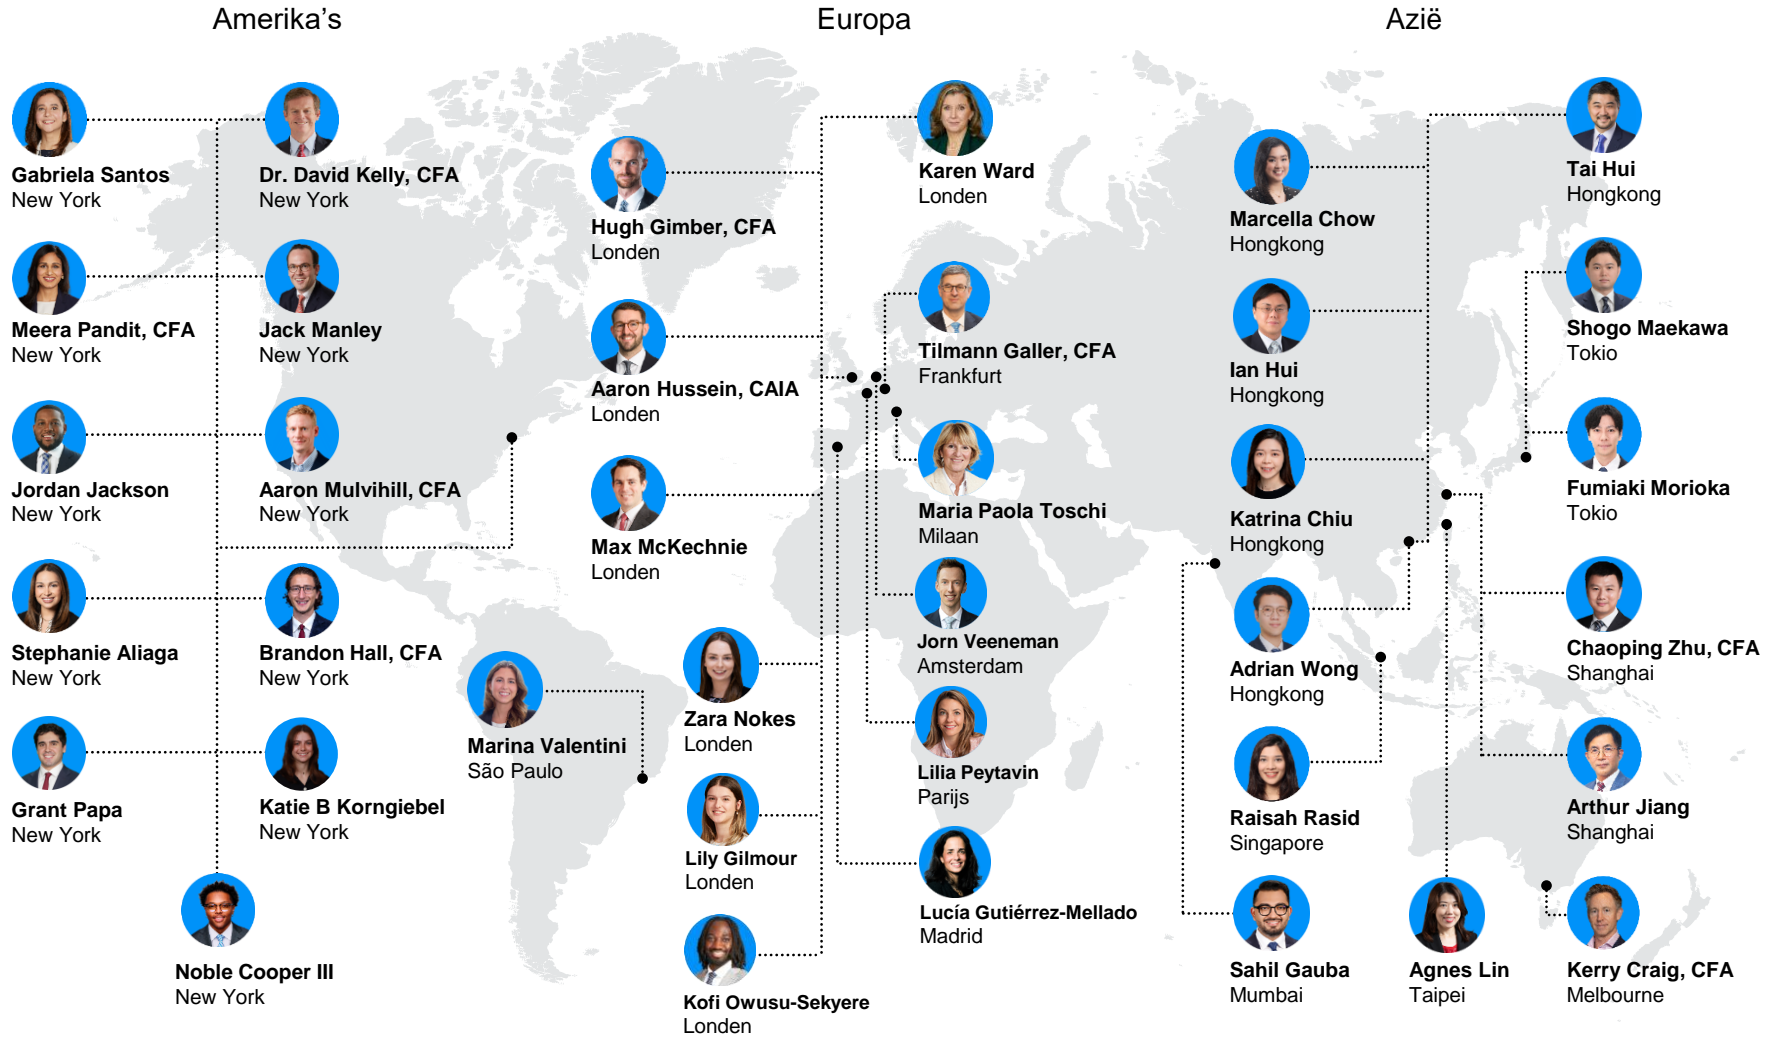 Amerika’s
Gabriela Santos
New York
Dr. David Kelly, CFA
New York
Meera Pandit, CFA
New York
Jack Manley
New York
Jordan Jackson
New York
Aaron Mulvihill, CFA
New York
Stephanie Aliaga
New York
Brandon Hall, CFA
New York
Grant Papa
New York
Katie B Korngiebel
New York
Noble Cooper III
New York
Marina Valentini
São Paulo
Europa
Hugh Gimber, CFA
Londen
Aaron Hussein, CAIA
Londen
Max McKechnie
Londen
Zara Nokes
Londen
Lily Gilmour
Londen
Kofi Owusu-Sekyere
Londen
Karen Ward
Londen
Tilmann Galler, CFA
Frankfurt
Maria Paola Toschi
Milaan
Jorn Veeneman
Amsterdam
Lilia Peytavin
Parijs
Lucía Gutiérrez-Mellado
Madrid
Azië
Marcella Chow
Hongkong
Ian Hui
Hongkong
Katrina Chiu
Hongkong
Adrian Wong
Hongkong
Raisah Rasid
Singapore
Sahil Gauba
Mumbai
Agnes Lin
Taipei
Tai Hui
Hongkong
Shogo Maekawa
Tokio
Fumiaki Morioka
Tokio
Chaoping Zhu, CFA
Shanghai
Arthur Jiang
Shanghai
Kerry Craig, CFA
Melbourne